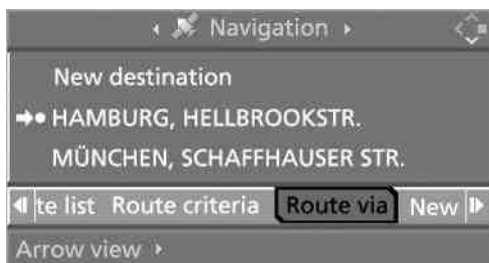 Navigation
New destination
HAMBURG, HELLBROOKSTR.
MÜNCHEN, SCHAFFHAUSER STR.
te list Route criteria Route via New
Arrow view